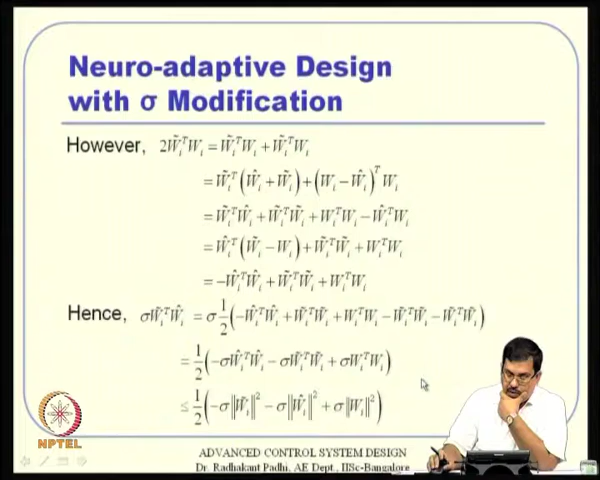 Neuro-adaptive Design
with σ Modification
However, 2W̃ᵢᵀWᵢ = W̃ᵢᵀWᵢ + W̃ᵢᵀWᵢ
= W̃ᵢᵀ(Ŵᵢ + W̃ᵢ) + (Wᵢ − Ŵᵢ)ᵀWᵢ
= W̃ᵢᵀŴᵢ + W̃ᵢᵀW̃ᵢ + WᵢᵀWᵢ − ŴᵢᵀWᵢ
= Ŵᵢᵀ(W̃ᵢ − Wᵢ) + W̃ᵢᵀW̃ᵢ + WᵢᵀWᵢ
= −ŴᵢᵀŴᵢ + W̃ᵢᵀW̃ᵢ + WᵢᵀWᵢ
Hence, σW̃ᵢᵀŴᵢ = σ 1/2 (−ŴᵢᵀŴᵢ + W̃ᵢᵀW̃ᵢ + WᵢᵀWᵢ − W̃ᵢᵀW̃ᵢ − W̃ᵢᵀW̃ᵢ)
= 1/2 (−σŴᵢᵀŴᵢ − σW̃ᵢᵀW̃ᵢ + σWᵢᵀWᵢ)
≤ 1/2 (−σ‖W̃ᵢ‖² − σ‖Ŵᵢ‖² + σ‖Wᵢ‖²)
NPTEL
ADVANCED CONTROL SYSTEM DESIGN
Dr. Radhakant Padhi, AE Dept., IISc-Bangalore